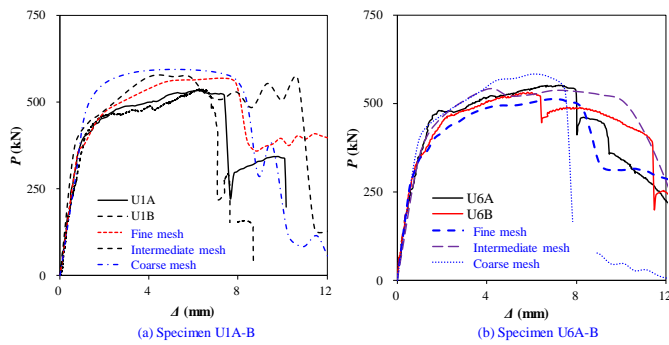 750
500
250
0
P (kN)
0
4
8
12
Δ (mm)
U1A
U1B
Fine mesh
Intermediate mesh
Coarse mesh
(a) Specimen U1A-B
750
500
250
0
P (kN)
0
4
8
12
Δ (mm)
U6A
U6B
Fine mesh
Intermediate mesh
Coarse mesh
(b) Specimen U6A-B